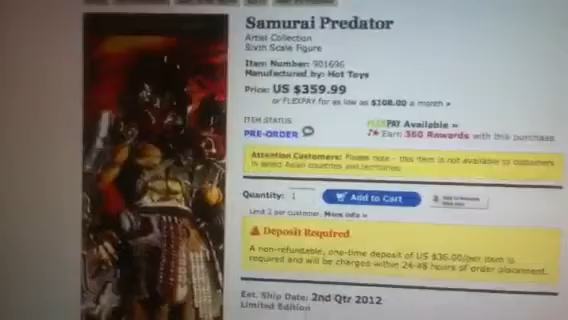 Samurai Predator
Artist Collection
Sixth Scale Figure
Item Number: 901696
Manufactured by: Hot Toys
Price: US $359.99
or FLEXPAY for as low as $108.00 a month »
ITEM STATUS
PRE-ORDER
FLEXPAY Available »
Earn 360 Rewards with this purchase
Attention Customers: Please note - this item is not available to customers
in select Asian countries and territories
Quantity: 1 Add to Cart
Limit 2 per customer. More info »
Deposit Required
A non-refundable, one-time deposit of US $36.00/per item is
required and will be charged within 24-48 hours of order placement.
Est. Ship Date: 2nd Qtr 2012
Limited Edition